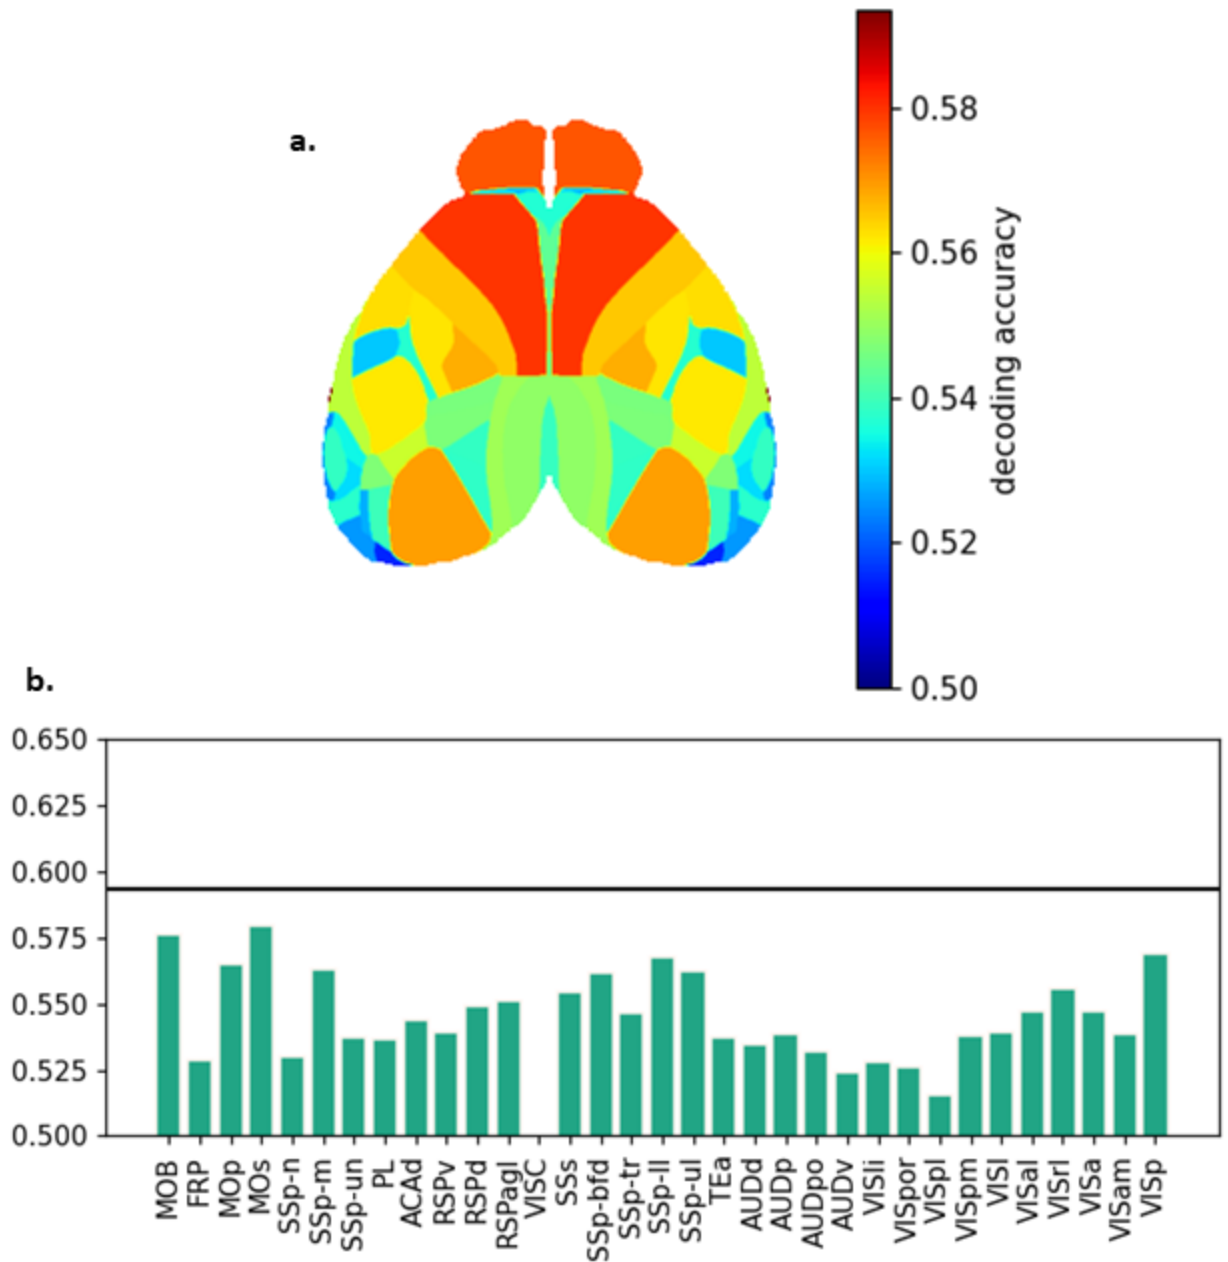 a.
0.58
0.56
0.54
0.52
0.50
decoding accuracy
b.
0.650
0.625
0.600
0.575
0.550
0.525
0.500
MOB
FRP
MOp
MOs
SSp-n
SSp-m
SSp-un
PL
ACAd
RSPv
RSPd
RSPagl
VISC
SSs
SSp-bfd
SSp-tr
SSp-ll
SSp-ul
TEa
AUDd
AUDp
AUDpo
AUDv
VISli
VISpor
VISpl
VISpm
VISl
VISal
VISrl
VISa
VISam
VISp